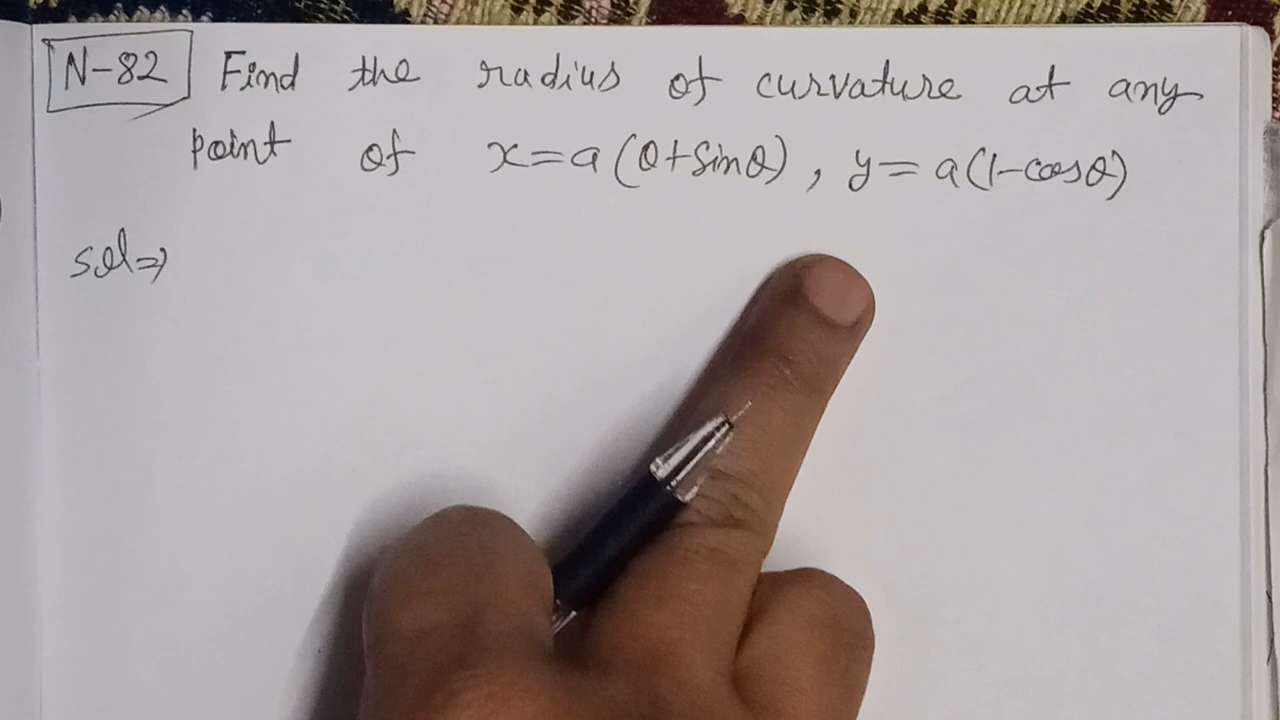 N-82 Find the radius of curvature at any
point of x=a(θ+sinθ), y=a(1-cosθ)
sol⇒